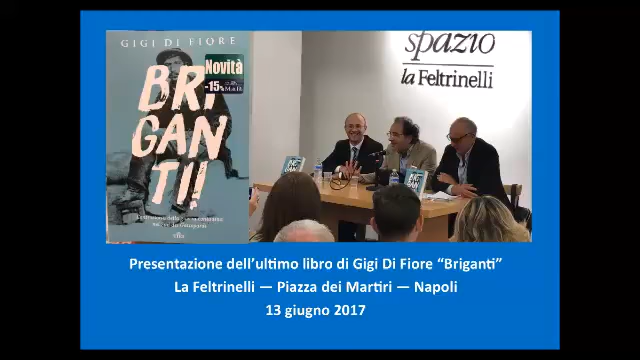 GIGI DI FIORE
Novità
-15%
BRI
GAN
TI!
spazio
la Feltrinelli
Presentazione dell'ultimo libro di Gigi Di Fiore “Briganti”
La Feltrinelli — Piazza dei Martiri — Napoli
13 giugno 2017